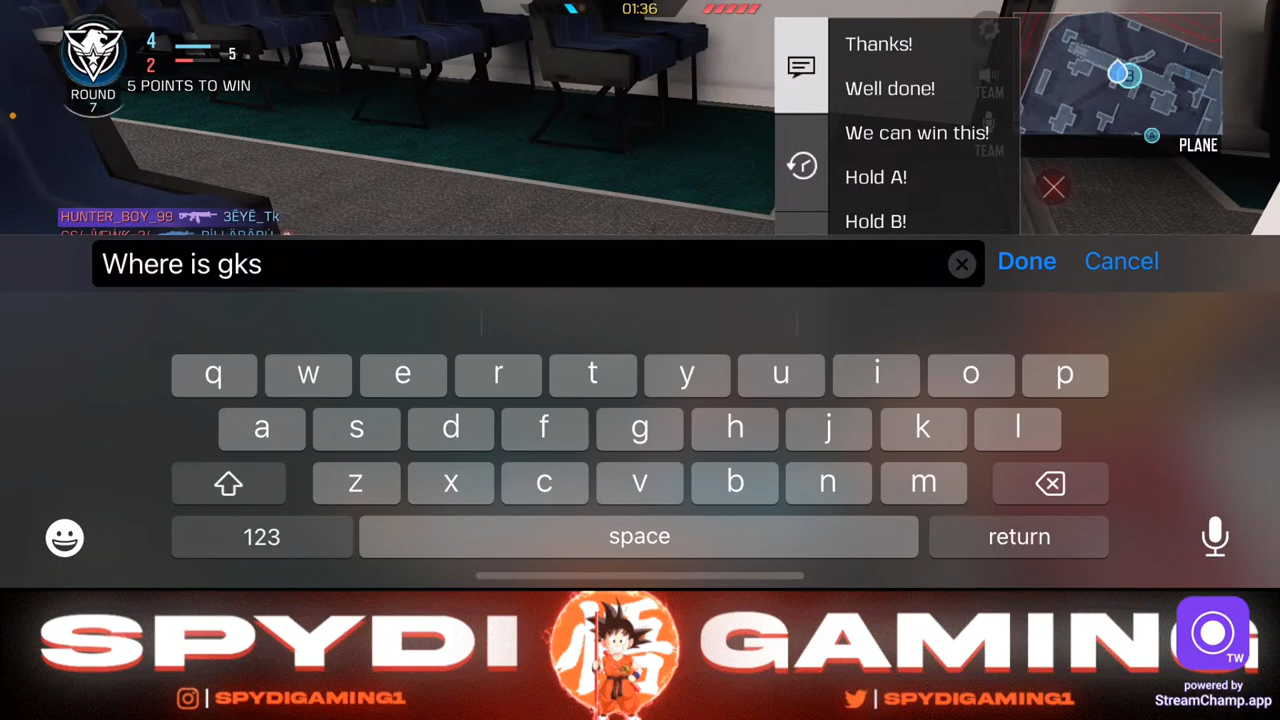 01:36
4
2
5
ROUND
7
5 POINTS TO WIN
Thanks!
Well done!
We can win this!
Hold A!
Hold B!
TEAM
TEAM
B
A
PLANE
HUNTER_BOY_99 3ÊYÊ_Tk
Where is gks
Done
Cancel
q w e r t y u i o p
a s d f g h j k l
z x c v b n m
123
space
return
SPYDI GAMING
悟
SPYDIGAMING1
SPYDIGAMING1
TW
powered by
StreamChamp.app